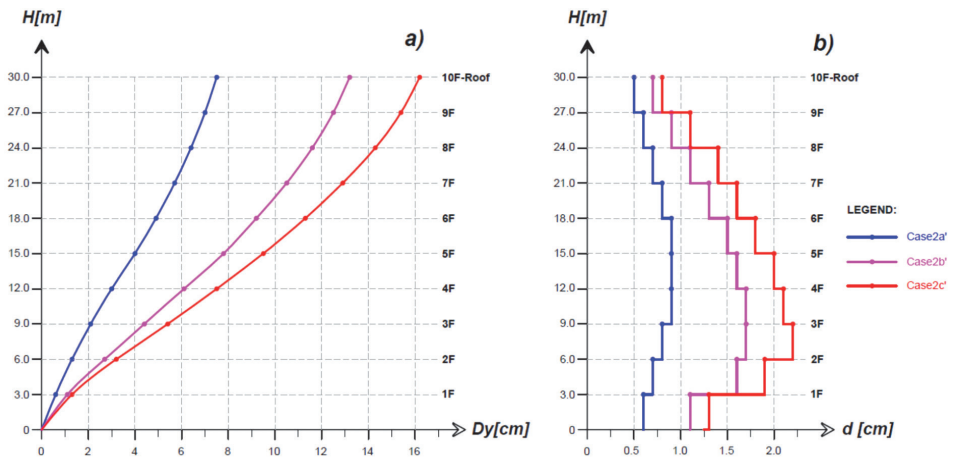 H[m]
a)
30.0
10F-Roof
27.0
9F
24.0
8F
21.0
7F
18.0
6F
15.0
5F
12.0
4F
9.0
3F
6.0
2F
3.0
1F
0
0
2
4
6
8
10
12
14
16
Dy[cm]
H[m]
b)
30.0
10F-Roof
27.0
9F
24.0
8F
21.0
7F
18.0
6F
15.0
5F
12.0
4F
9.0
3F
6.0
2F
3.0
1F
0
0.5
1.0
1.5
2.0
d [cm]
LEGEND:
Case2a'
Case2b'
Case2c'